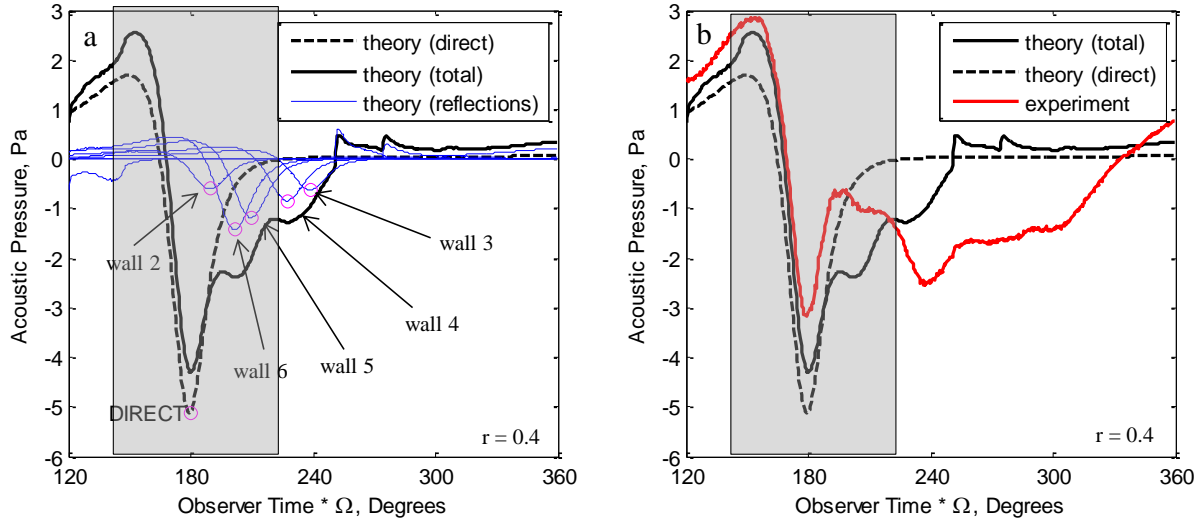 a
theory (direct)
theory (total)
theory (reflections)
3
2
1
0
-1
-2
-3
-4
-5
-6
Acoustic Pressure, Pa
wall 2
wall 3
wall 4
wall 5
wall 6
DIRECT
r = 0.4
120 180 240 300 360
Observer Time * Ω, Degrees
b
theory (total)
theory (direct)
experiment
3
2
1
0
-1
-2
-3
-4
-5
-6
Acoustic Pressure, Pa
r = 0.4
120 180 240 300 360
Observer Time * Ω, Degrees